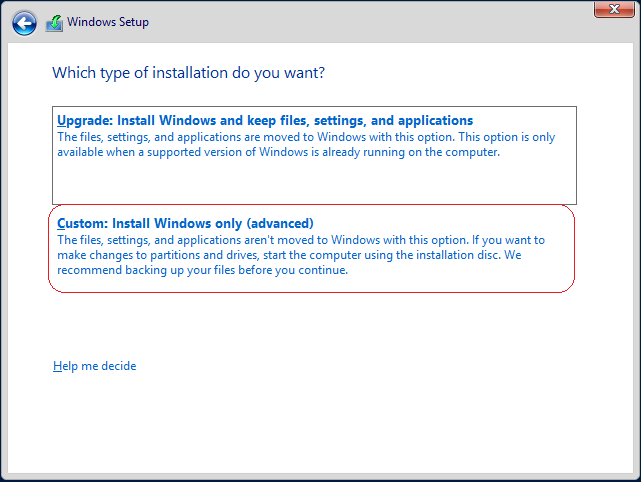 Windows Setup
Which type of installation do you want?
Upgrade: Install Windows and keep files, settings, and applications
The files, settings, and applications are moved to Windows with this option. This option is only
available when a supported version of Windows is already running on the computer.
Custom: Install Windows only (advanced)
The files, settings, and applications aren't moved to Windows with this option. If you want to
make changes to partitions and drives, start the computer using the installation disc. We
recommend backing up your files before you continue.
Help me decide